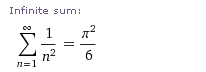 Infinite sum:
∞
∑ 1/n² = π²/6
n=1